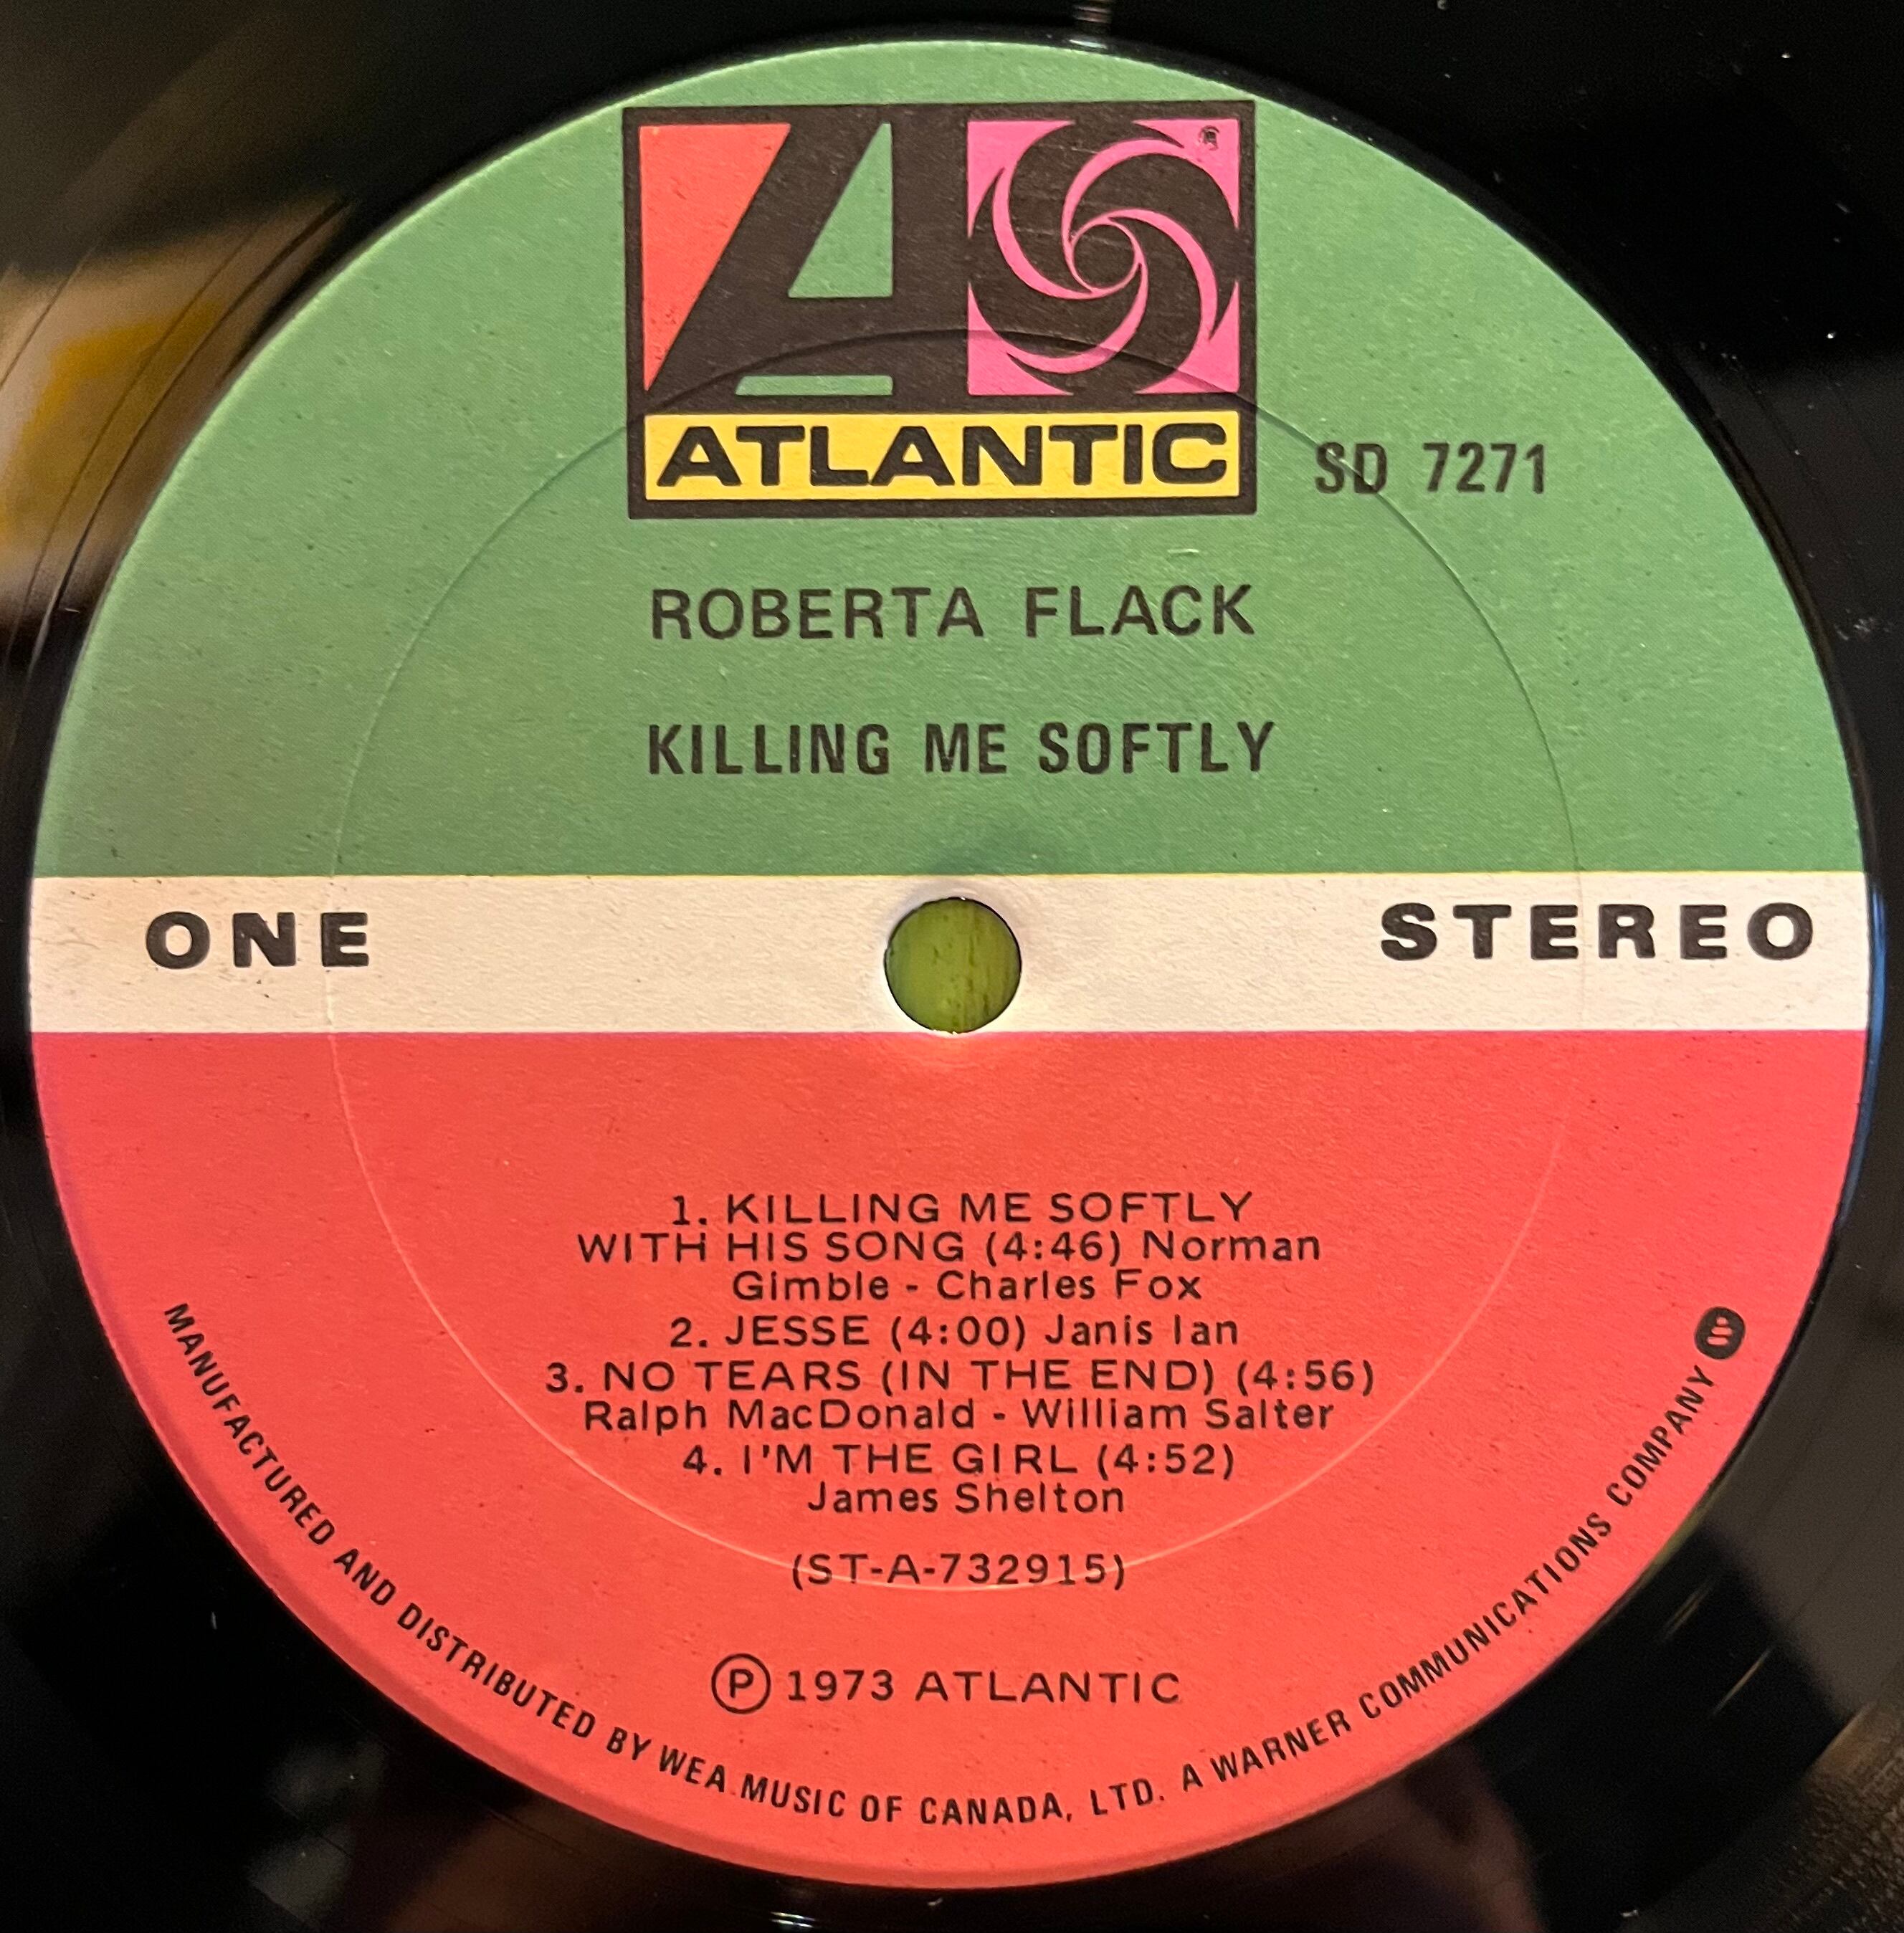 ATLANTIC
SD 7271
ROBERTA FLACK
KILLING ME SOFTLY
ONE
STEREO
1. KILLING ME SOFTLY
WITH HIS SONG (4:46) Norman
Gimble - Charles Fox
2. JESSE (4:00) Janis Ian
3. NO TEARS (IN THE END) (4:56)
Ralph MacDonald - William Salter
4. I'M THE GIRL (4:52)
James Shelton
(ST-A-732915)
Ⓟ 1973 ATLANTIC
MANUFACTURED AND DISTRIBUTED BY WEA MUSIC OF CANADA, LTD. A WARNER COMMUNICATIONS COMPANY